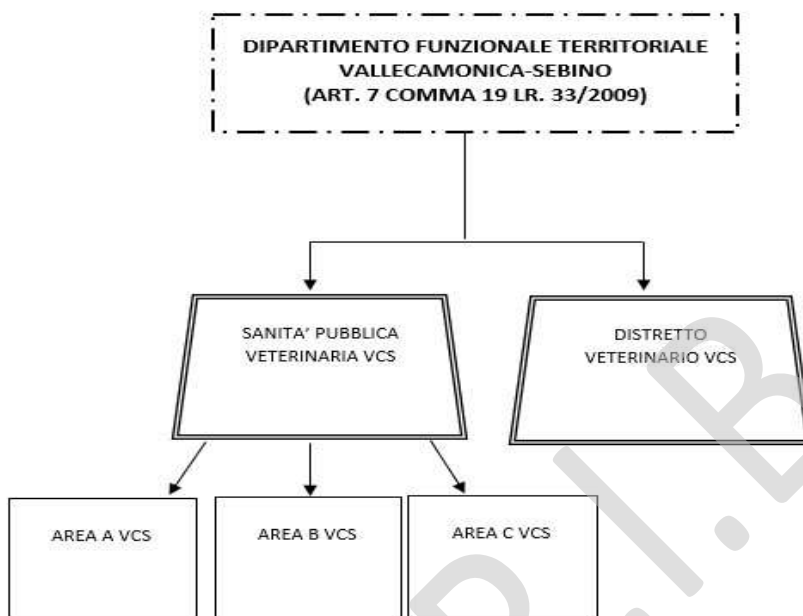 DIPARTIMENTO FUNZIONALE TERRITORIALE
VALLECAMONICA-SEBINO
(ART. 7 COMMA 19 LR. 33/2009)
SANITA’ PUBBLICA
VETERINARIA VCS
DISTRETTO
VETERINARIO VCS
AREA A VCS
AREA B VCS
AREA C VCS